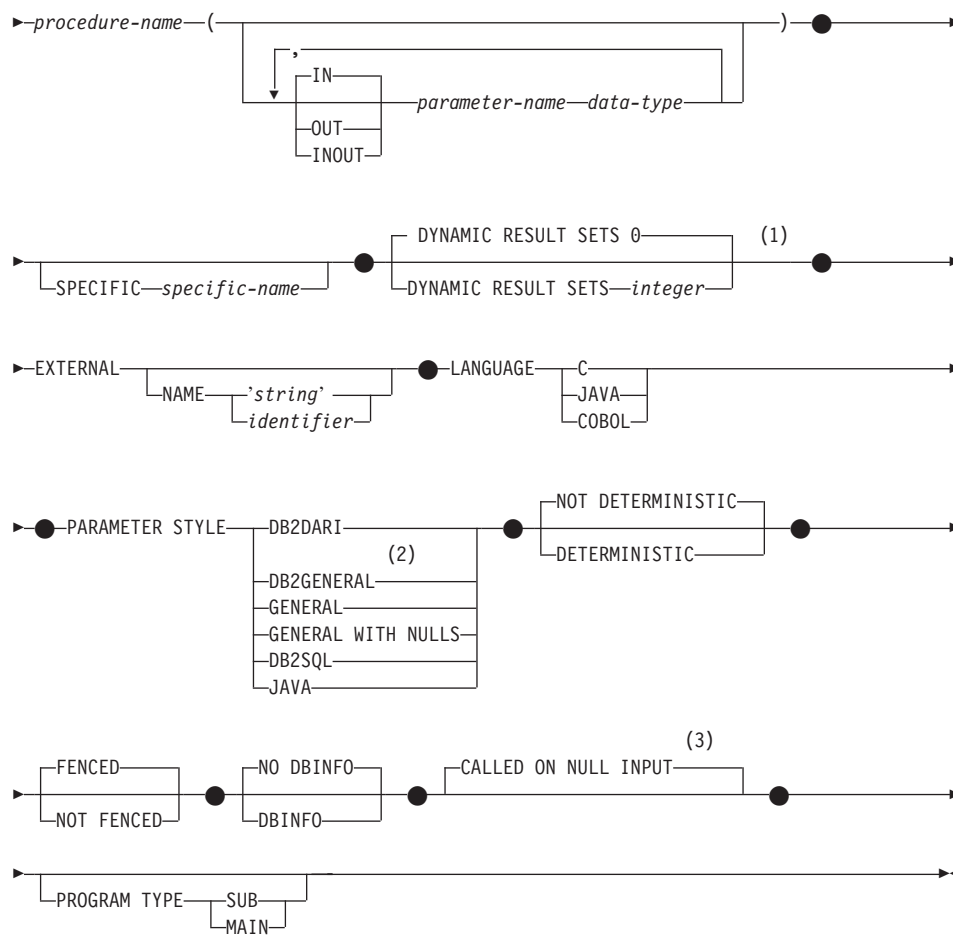 procedure-name ( )
,
IN
parameter-name data-type
OUT
INOUT
DYNAMIC RESULT SETS 0 (1)
SPECIFIC specific-name DYNAMIC RESULT SETS integer
EXTERNAL LANGUAGE C
NAME 'string' JAVA
identifier COBOL
PARAMETER STYLE DB2DARI NOT DETERMINISTIC
(2) DETERMINISTIC
DB2GENERAL
GENERAL
GENERAL WITH NULLS
DB2SQL
JAVA
(3)
FENCED NO DBINFO CALLED ON NULL INPUT
NOT FENCED DBINFO
PROGRAM TYPE SUB
MAIN